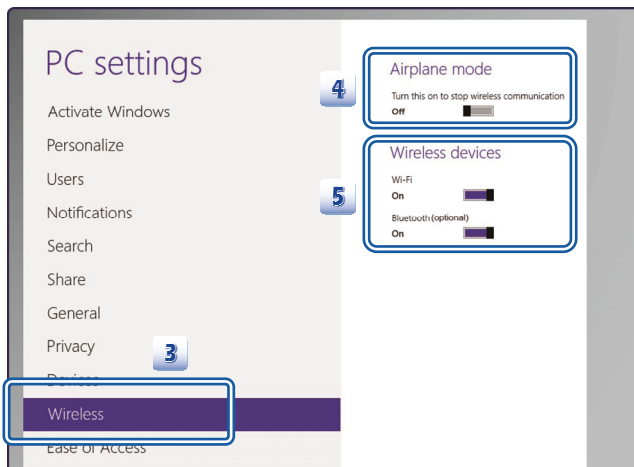 PC settings
Activate Windows
Personalize
Users
Notifications
Search
Share
General
Privacy
3
Devices
Wireless
Ease of Access
4
Airplane mode
Turn this on to stop wireless communication
Off
5
Wireless devices
Wi-Fi
On
Bluetooth (optional)
On